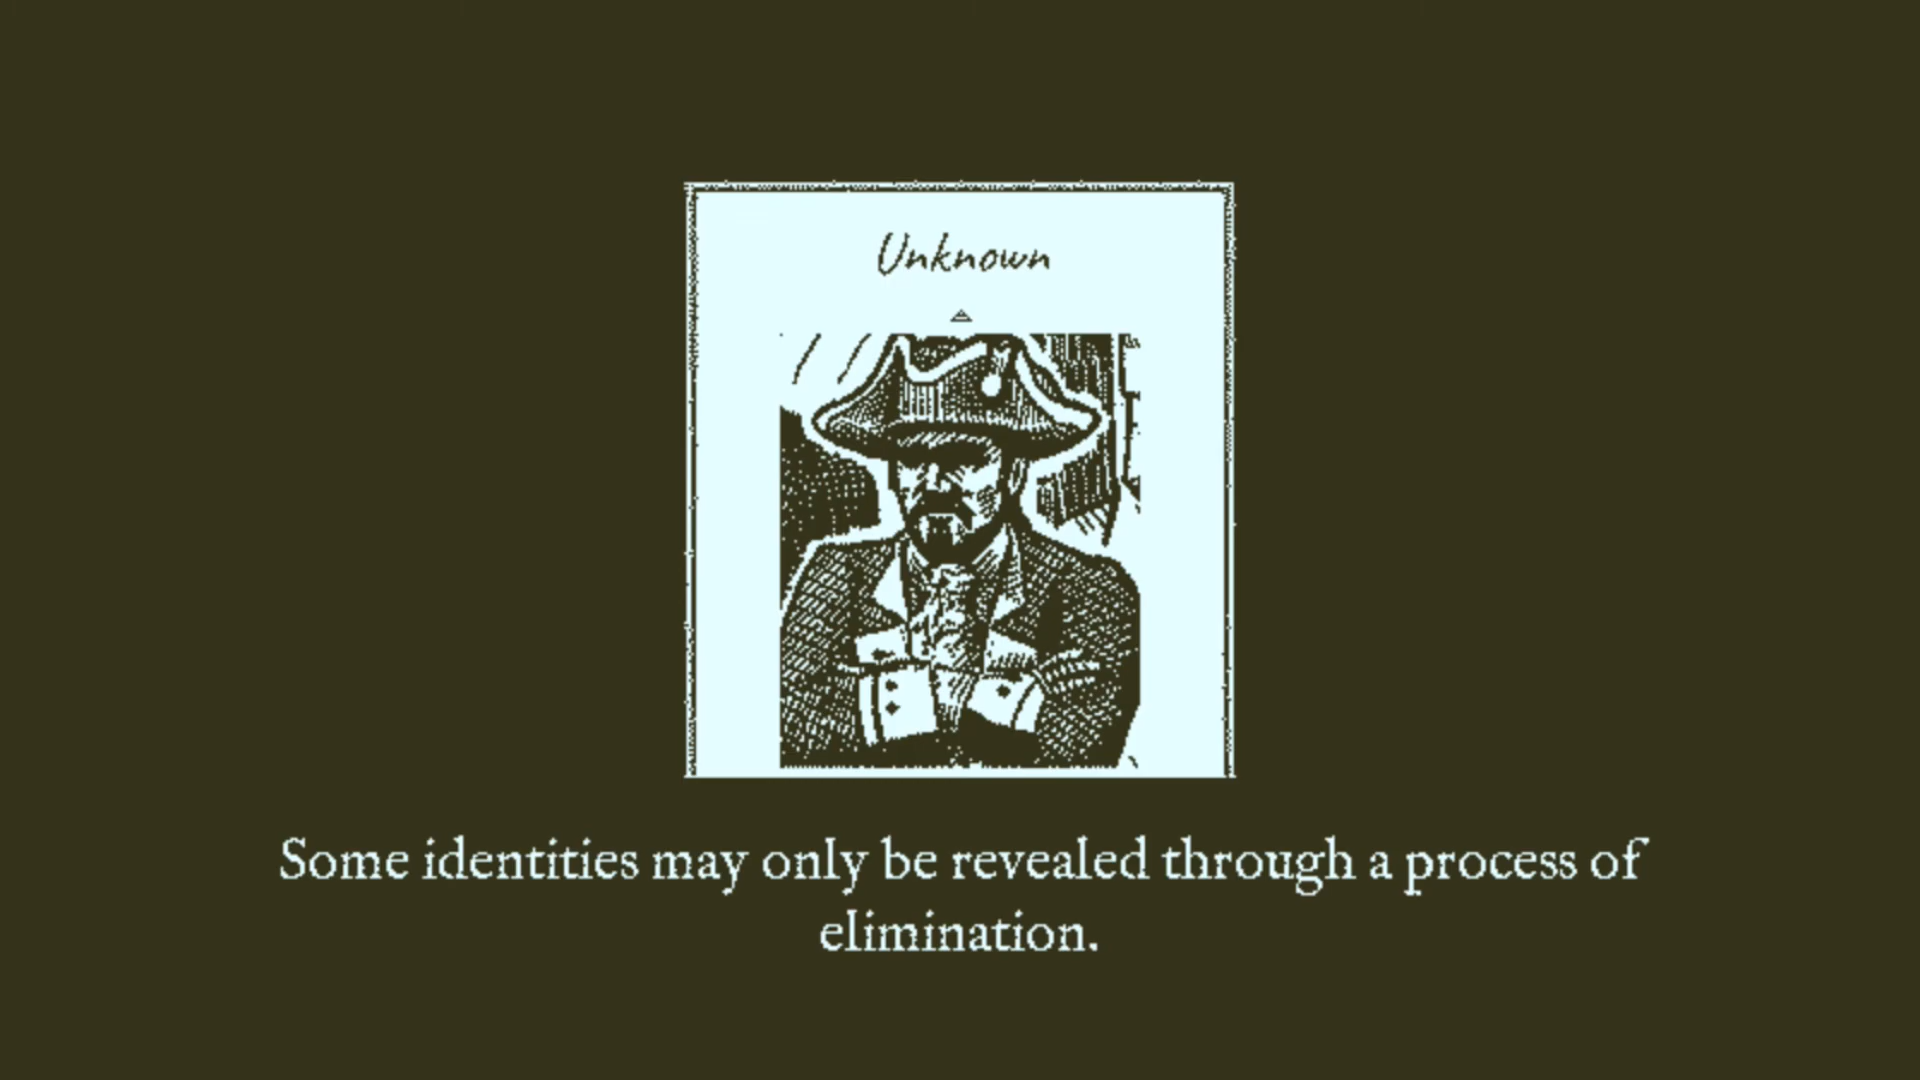 Unknown
Some identities may only be revealed through a process of
elimination.